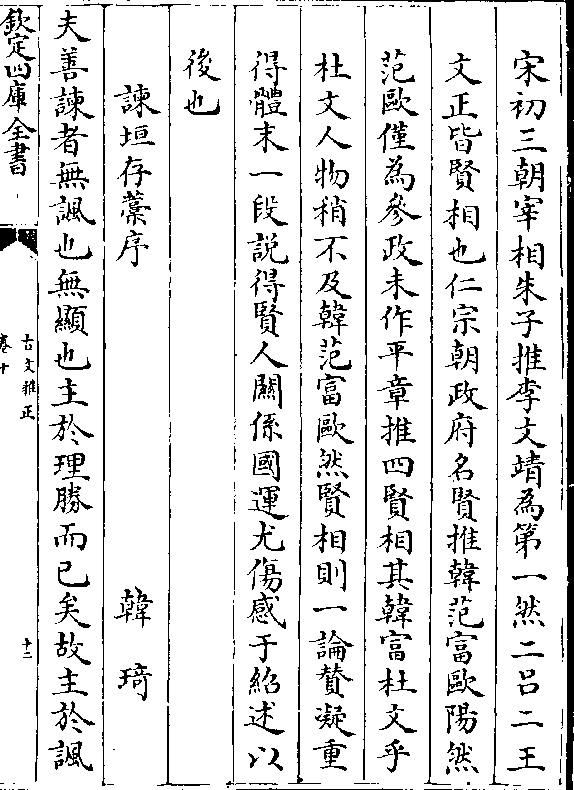 宋初三朝宰相朱子推李文靖為第一然二呂二王
文正皆賢相也仁宗朝政府名賢推韓范富歐陽然
范歐僅為參政未作平章推四賢相其韓富杜文乎
杜文人物稍不及韓范富歐然賢相則一論贊凝重
得體末一段説得賢人關係國運尤傷感于紹述以
後也
諫垣存藁序 韓琦
夫善諫者無諷也無顯也主於理勝而已矣故主於諷
欽定四庫全書
古文雅正
卷十
十二